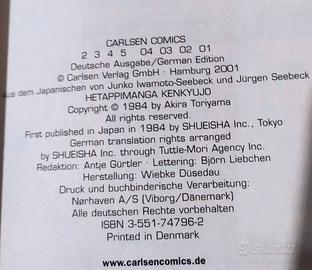 CARLSEN COMICS
2 3 4 5 04 03 02 01
Deutsche Ausgabe/German Edition
© Carlsen Verlag GmbH · Hamburg 2001
Aus dem Japanischen von Junko Iwamoto-Seebeck und Jürgen Seebeck
HETAPPIMANGA KENKYUJO
Copyright © 1984 by Akira Toriyama
All rights reserved.
First published in Japan in 1984 by SHUEISHA Inc., Tokyo
German translation rights arranged
by SHUEISHA Inc. through Tuttle-Mori Agency Inc.
Redaktion: Antje Gürtler · Lettering: Björn Liebchen
Herstellung: Wiebke Düsedau
Druck und buchbinderische Verarbeitung:
Nørhaven A/S (Viborg/Dänemark)
Alle deutschen Rechte vorbehalten
ISBN 3-551-74796-2
Printed in Denmark
www.carlsencomics.de
subito